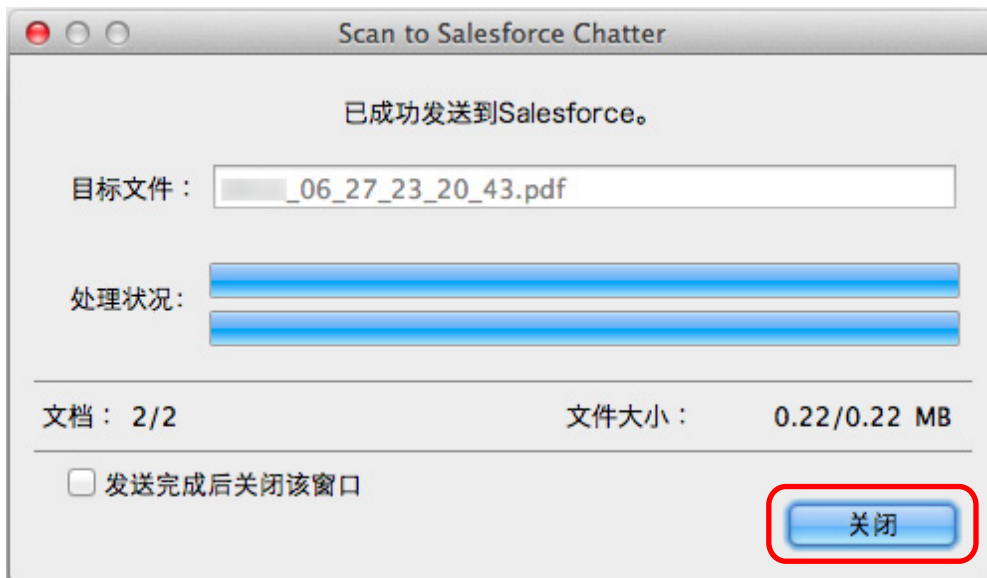 Scan to Salesforce Chatter
已成功发送到Salesforce。
目标文件： _06_27_23_20_43.pdf
处理状况：
文档： 2/2 文件大小： 0.22/0.22 MB
发送完成后关闭该窗口
关闭